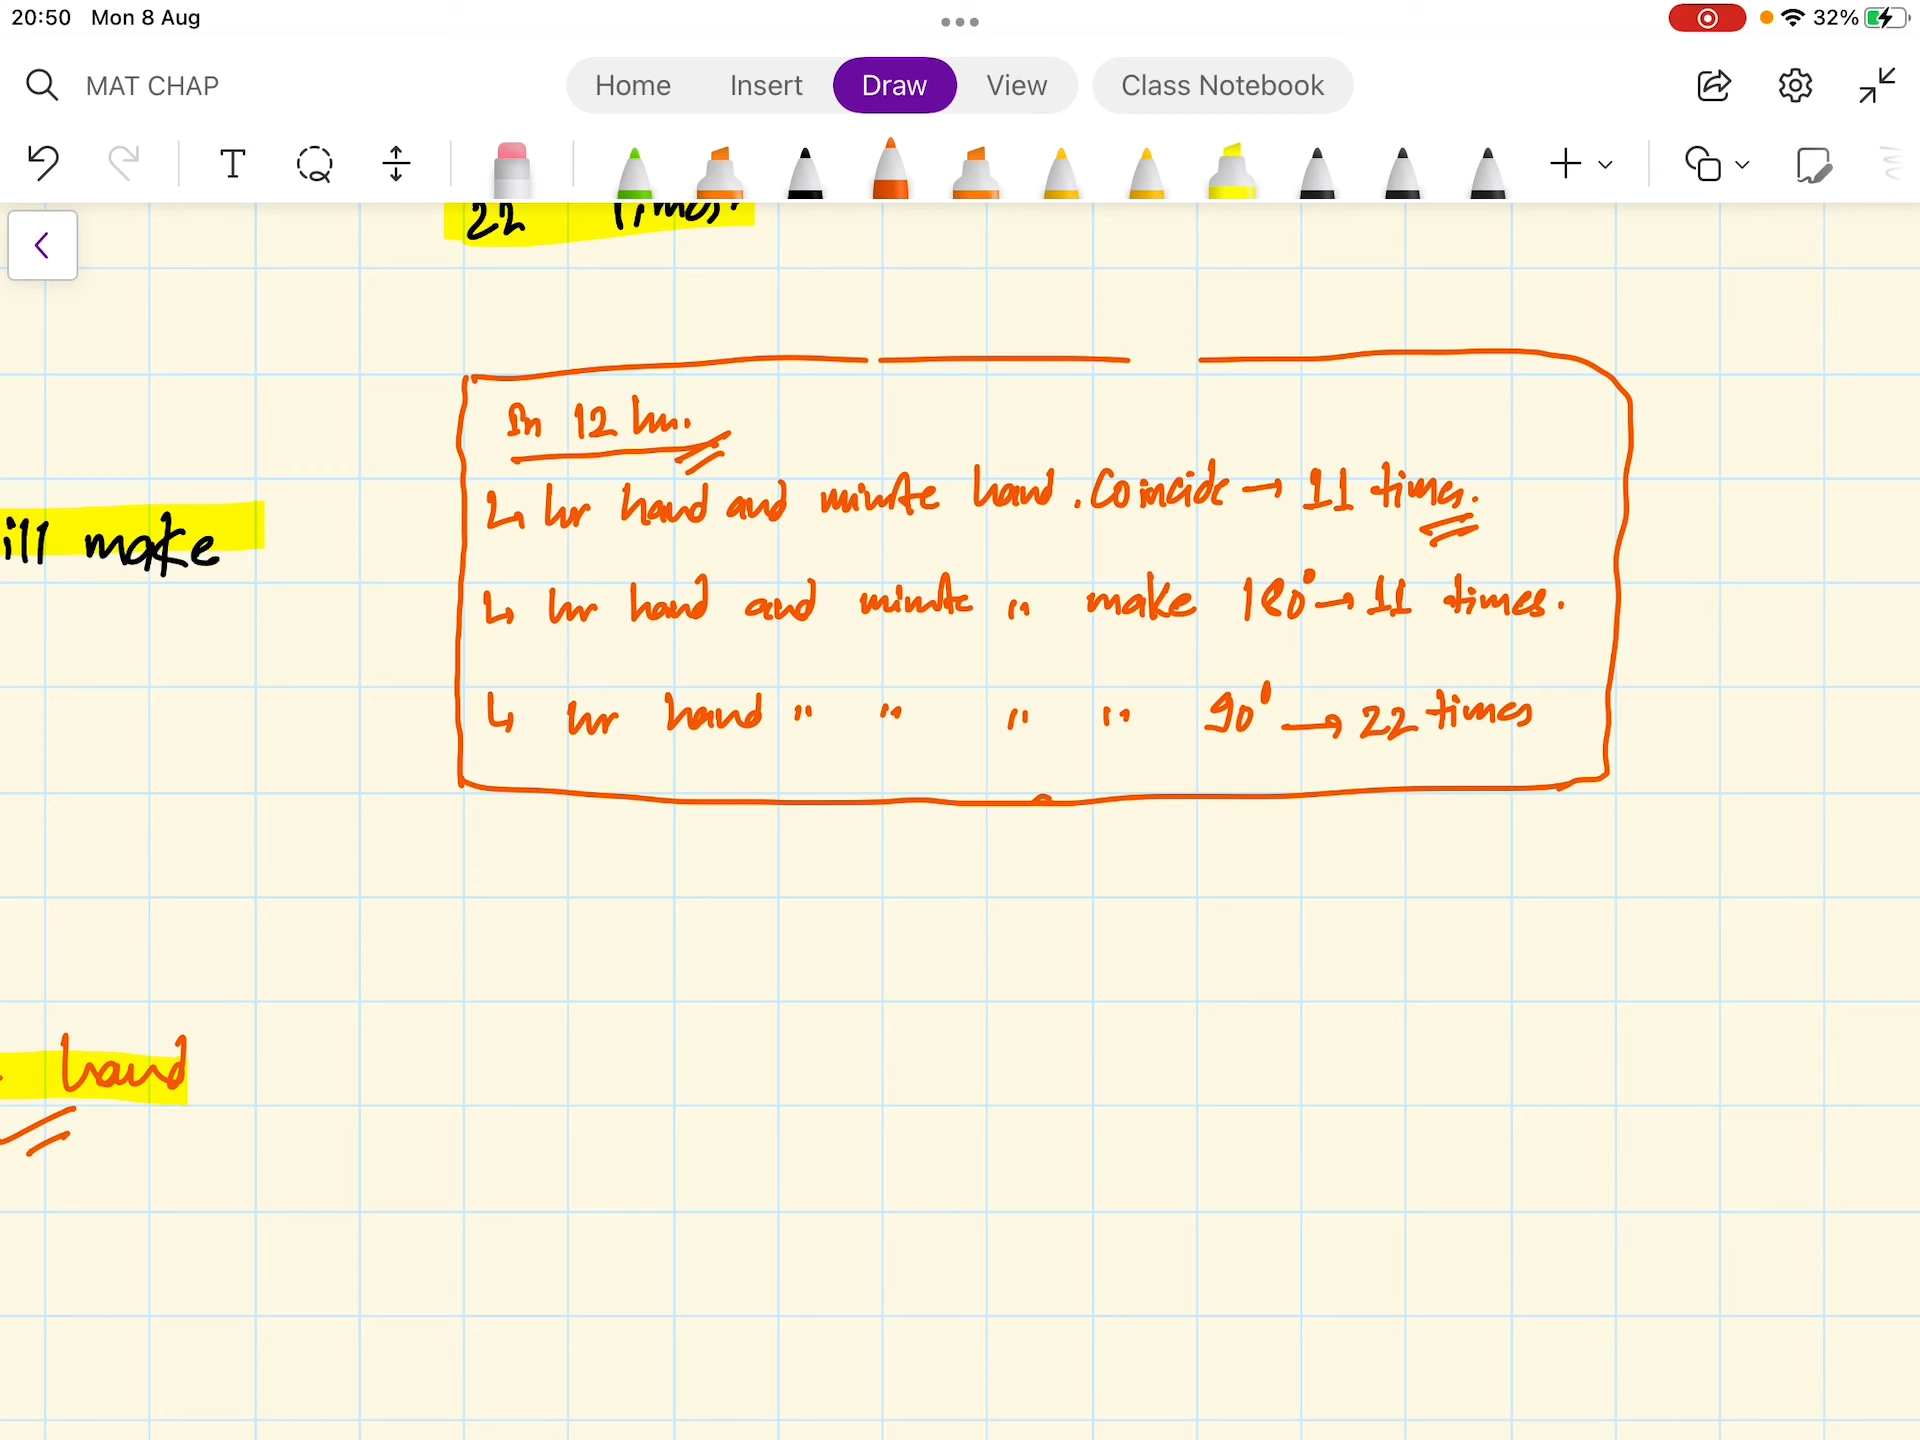 20:50 Mon 8 Aug
32%
MAT CHAP
Home Insert Draw View Class Notebook
T
22 times.
In 12 hr.
↳ hr hand and minute hand . Coincide → 11 times.
ill make
↳ hr hand and minute " make 180° → 11 times.
↳ hr hand " " " " 90° → 22 times
hand